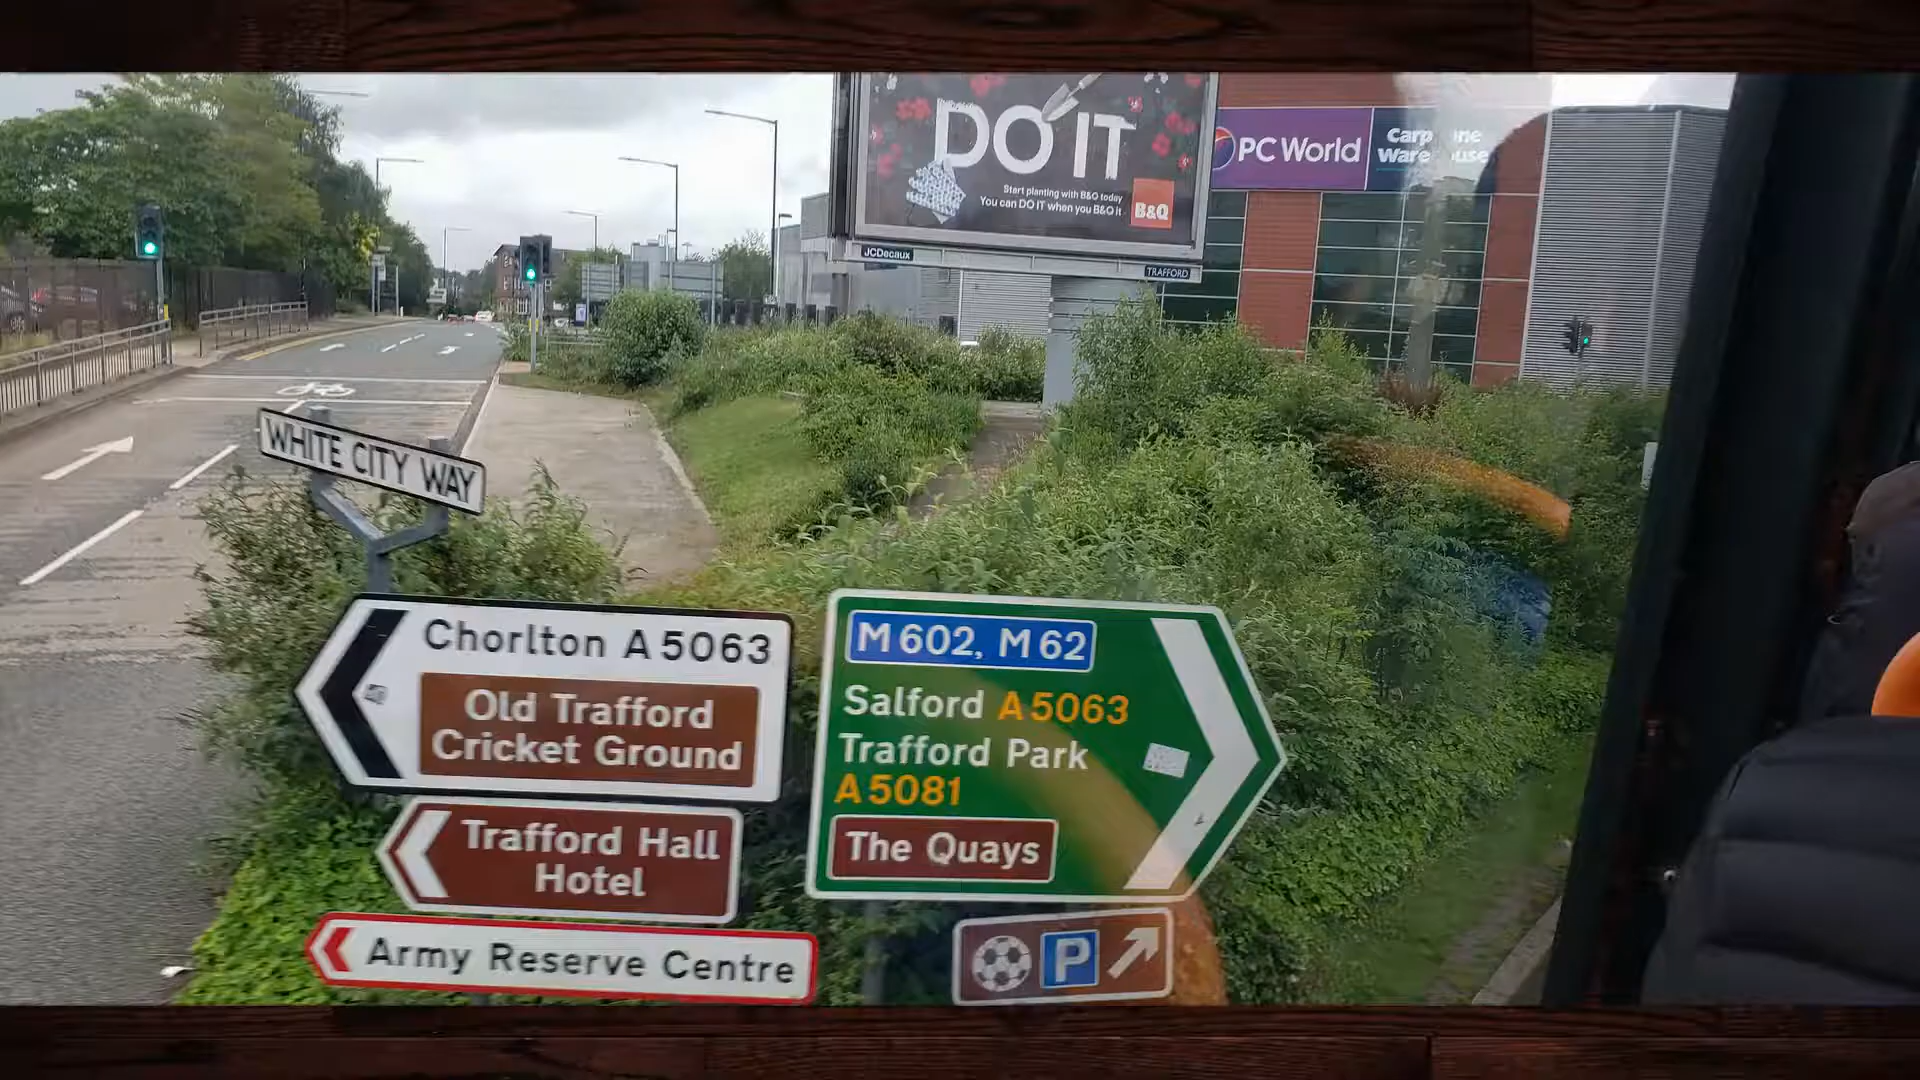 DO IT
Start planting with B&Q today
You can DO IT when you B&Q it
B&Q
JCDecaux
TRAFFORD
PC World
WHITE CITY WAY
Chorlton A5063
Old Trafford
Cricket Ground
Trafford Hall
Hotel
Army Reserve Centre
M602, M62
Salford A5063
Trafford Park
A5081
The Quays
P